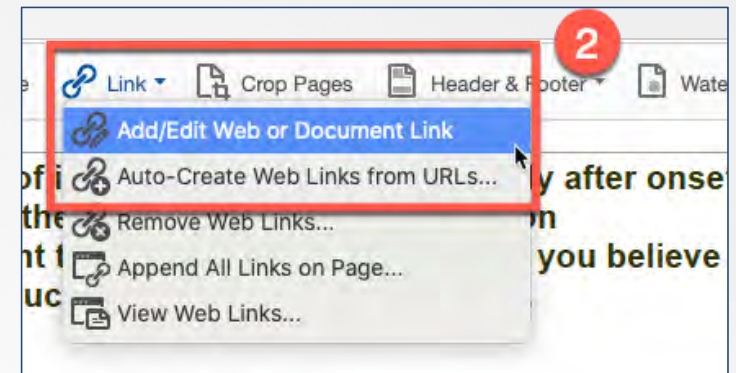 2
Link Crop Pages Header & Footer Wate
Add/Edit Web or Document Link
Auto-Create Web Links from URLs...
y after onse
Remove Web Links...
Append All Links on Page...
you believe
View Web Links...